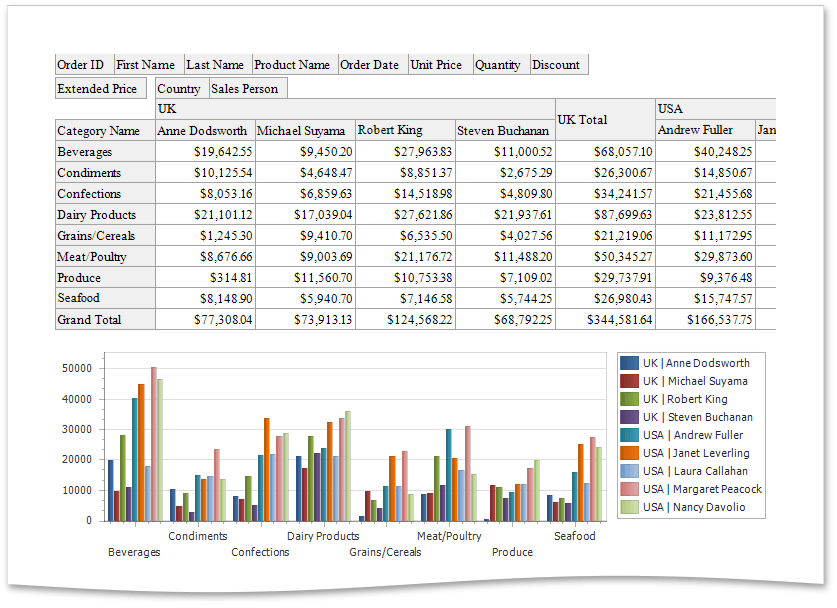 Order ID First Name Last Name Product Name Order Date Unit Price Quantity Discount
Extended Price Country Sales Person
UK USA
Category Name Anne Dodsworth Michael Suyama Robert King Steven Buchanan UK Total Andrew Fuller Jan
Beverages $19,642.55 $9,450.20 $27,963.83 $11,000.52 $68,057.10 $40,248.25
Condiments $10,125.54 $4,648.47 $8,851.37 $2,675.29 $26,300.67 $14,850.67
Confections $8,053.16 $6,859.63 $14,518.98 $4,809.80 $34,241.57 $21,455.68
Dairy Products $21,101.12 $17,039.04 $27,621.86 $21,937.61 $87,699.63 $23,812.55
Grains/Cereals $1,245.30 $9,410.70 $6,535.50 $4,027.56 $21,219.06 $11,172.95
Meat/Poultry $8,676.66 $9,003.69 $21,176.72 $11,488.20 $50,345.27 $29,873.60
Produce $314.81 $11,560.70 $10,753.38 $7,109.02 $29,737.91 $9,376.48
Seafood $8,148.90 $5,940.70 $7,146.58 $5,744.25 $26,980.43 $15,747.57
Grand Total $77,308.04 $73,913.13 $124,568.22 $68,792.25 $344,581.64 $166,537.75
50000
40000
30000
20000
10000
0
Condiments Dairy Products Meat/Poultry Seafood
Beverages Confections Grains/Cereals Produce
UK | Anne Dodsworth
UK | Michael Suyama
UK | Robert King
UK | Steven Buchanan
USA | Andrew Fuller
USA | Janet Leverling
USA | Laura Callahan
USA | Margaret Peacock
USA | Nancy Davolio